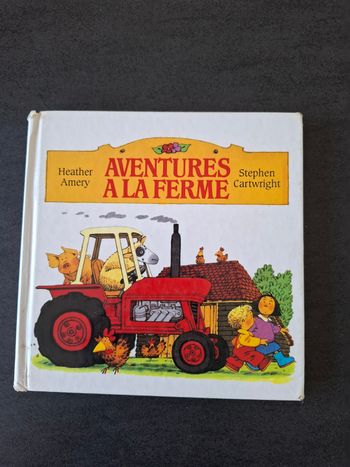 Heather
Amery
AVENTURES
A LA FERME
Stephen
Cartwright